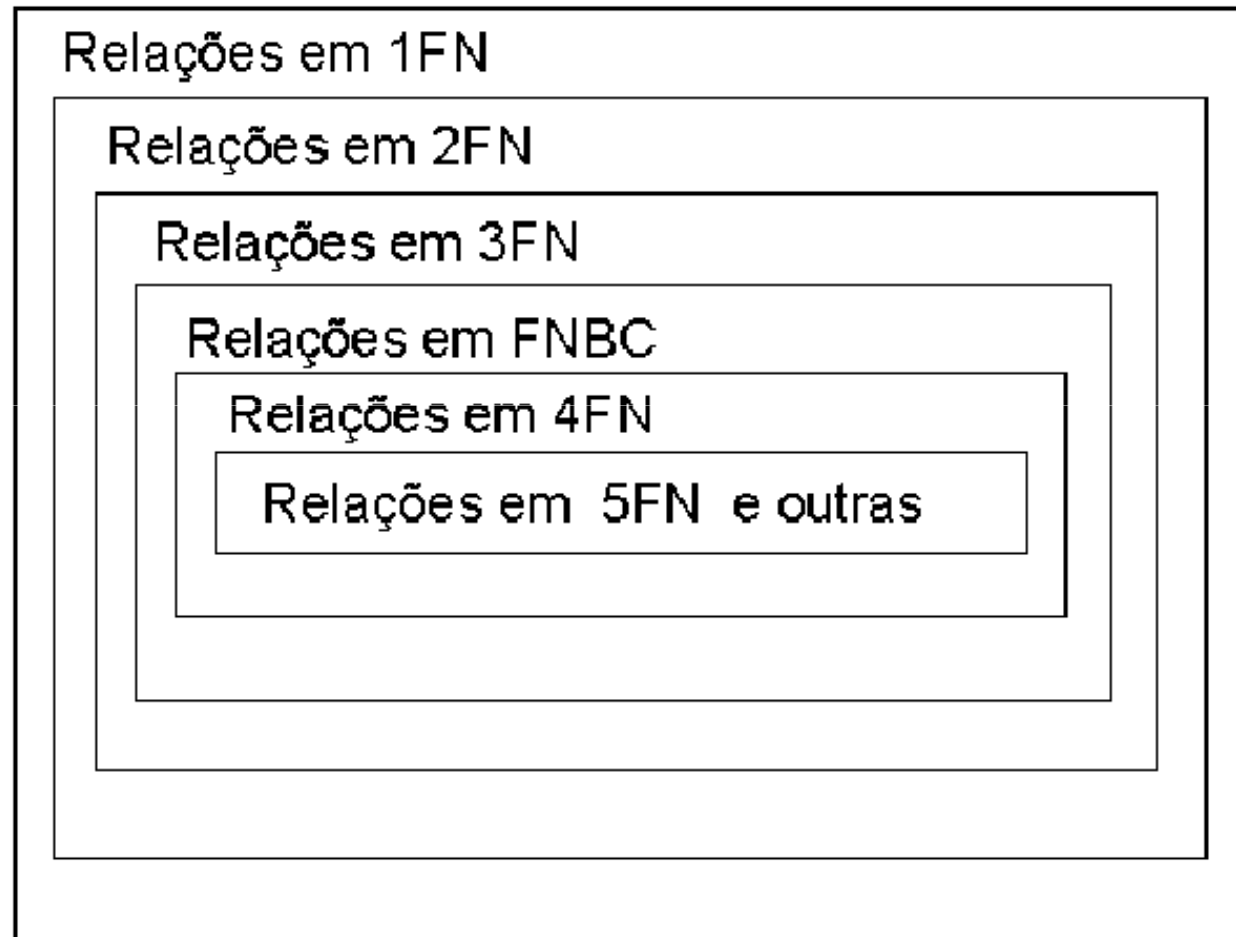 Relações em 1FN
Relações em 2FN
Relações em 3FN
Relações em FNBC
Relações em 4FN
Relações em 5FN e outras